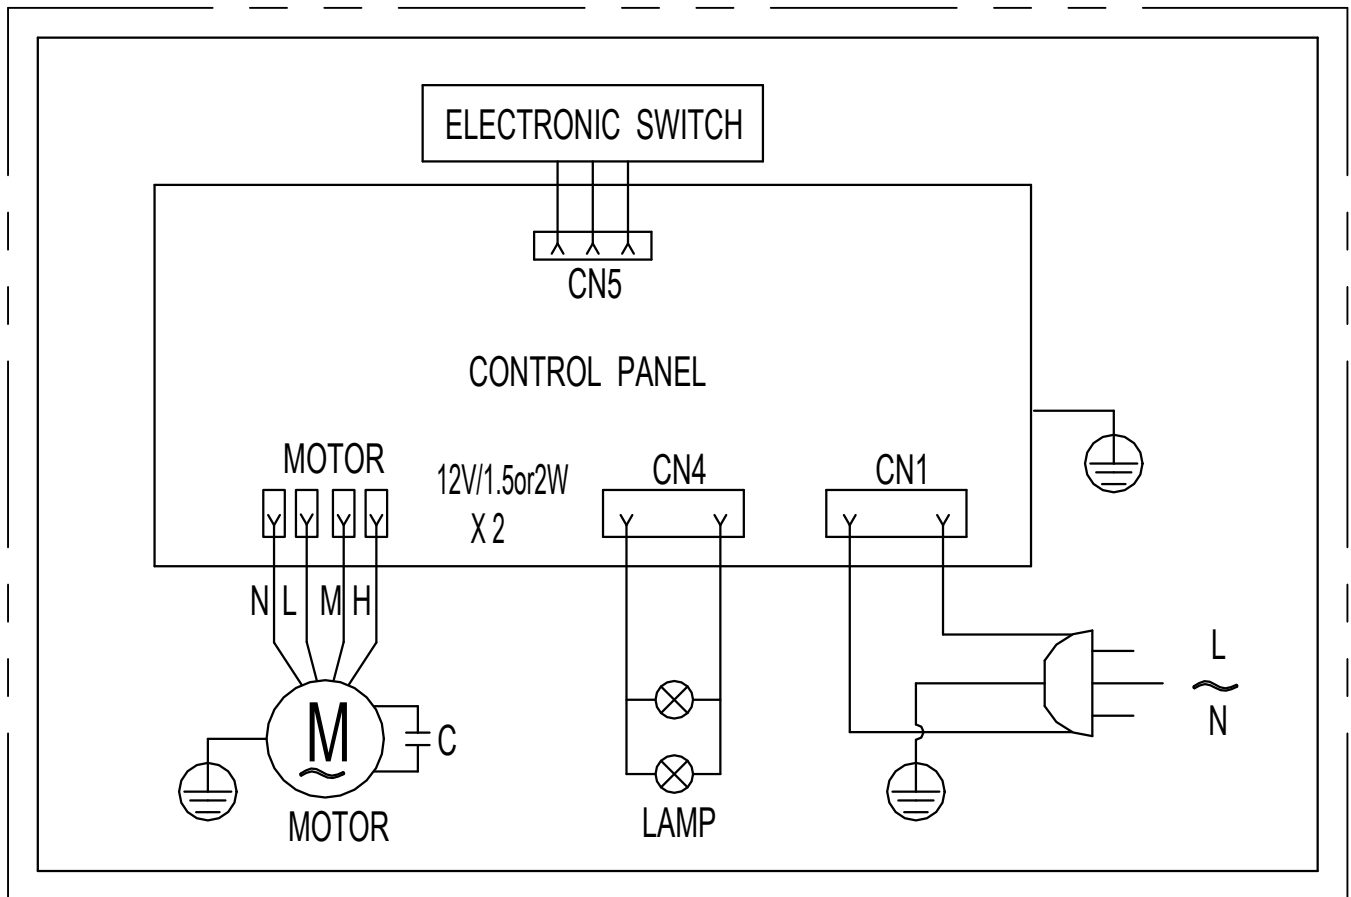 ELECTRONIC SWITCH
CN5
CONTROL PANEL
MOTOR
12V/1.5or2W
X 2
CN4
CN1
N L M H
L
N
M
C
MOTOR
LAMP